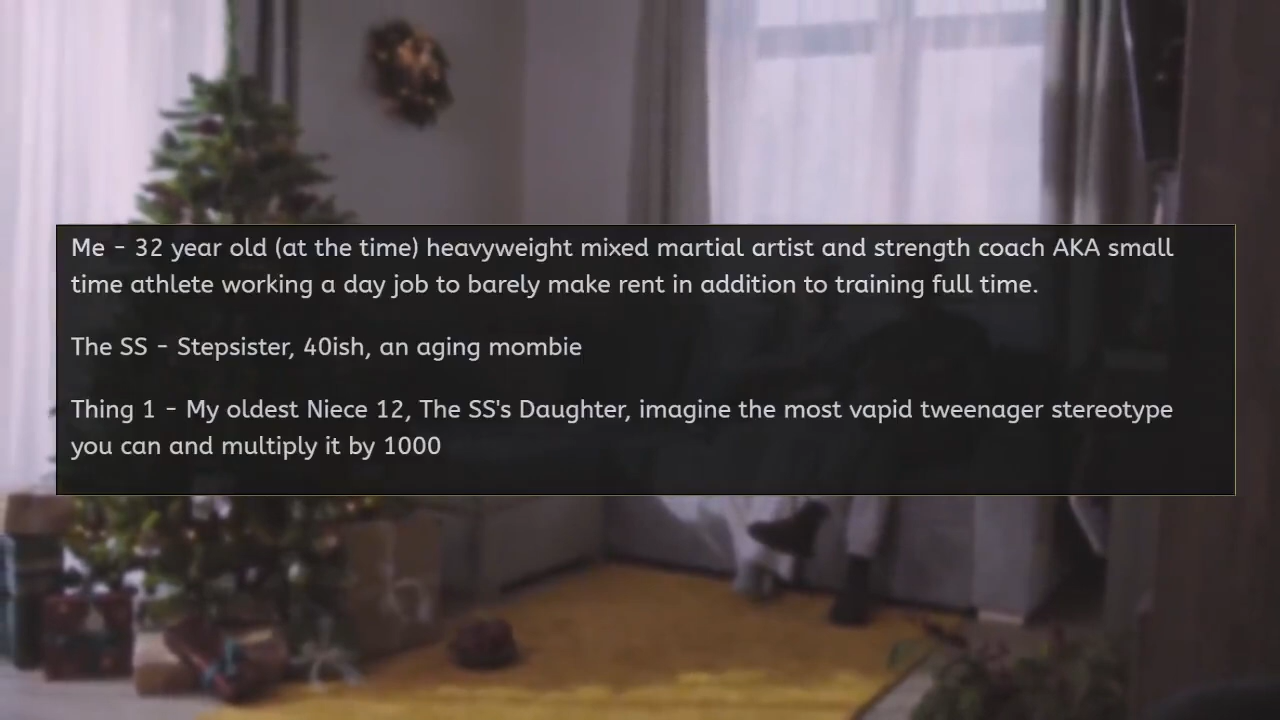 Me - 32 year old (at the time) heavyweight mixed martial artist and strength coach AKA small
time athlete working a day job to barely make rent in addition to training full time.
The SS - Stepsister, 40ish, an aging mombie
Thing 1 - My oldest Niece 12, The SS's Daughter, imagine the most vapid tweenager stereotype
you can and multiply it by 1000